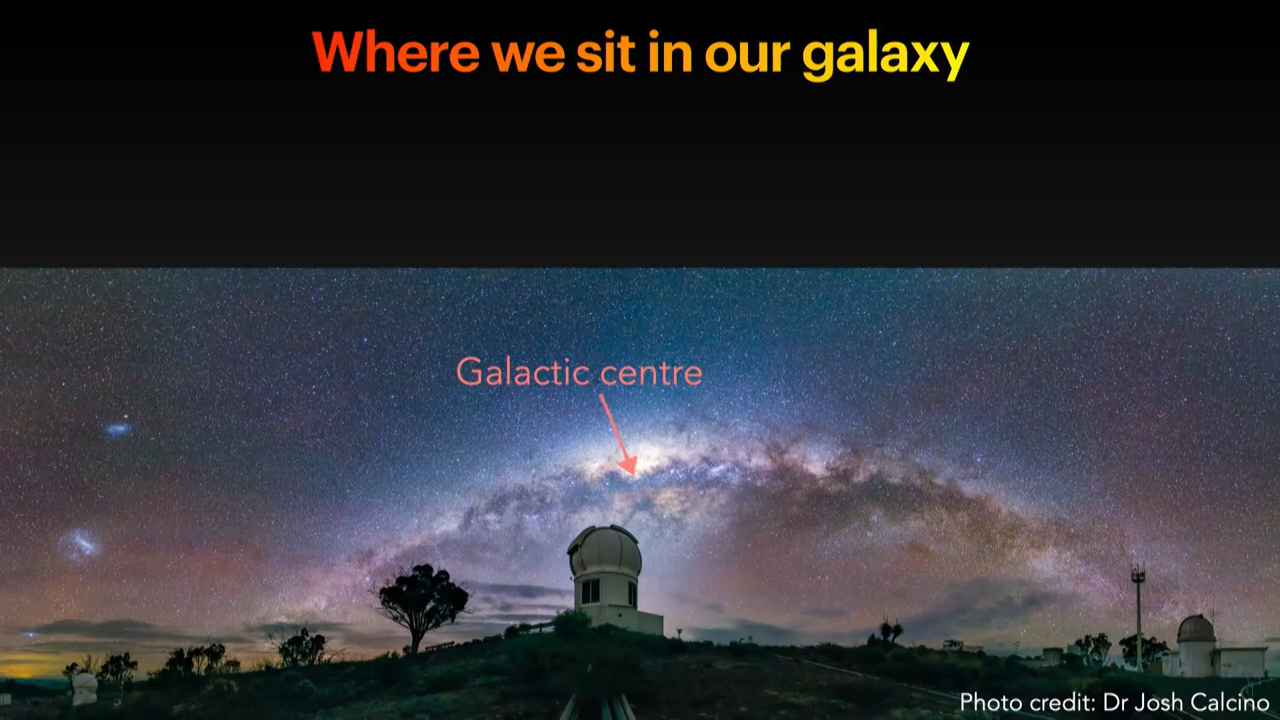 Where we sit in our galaxy
Galactic centre
Photo credit: Dr Josh Calcino